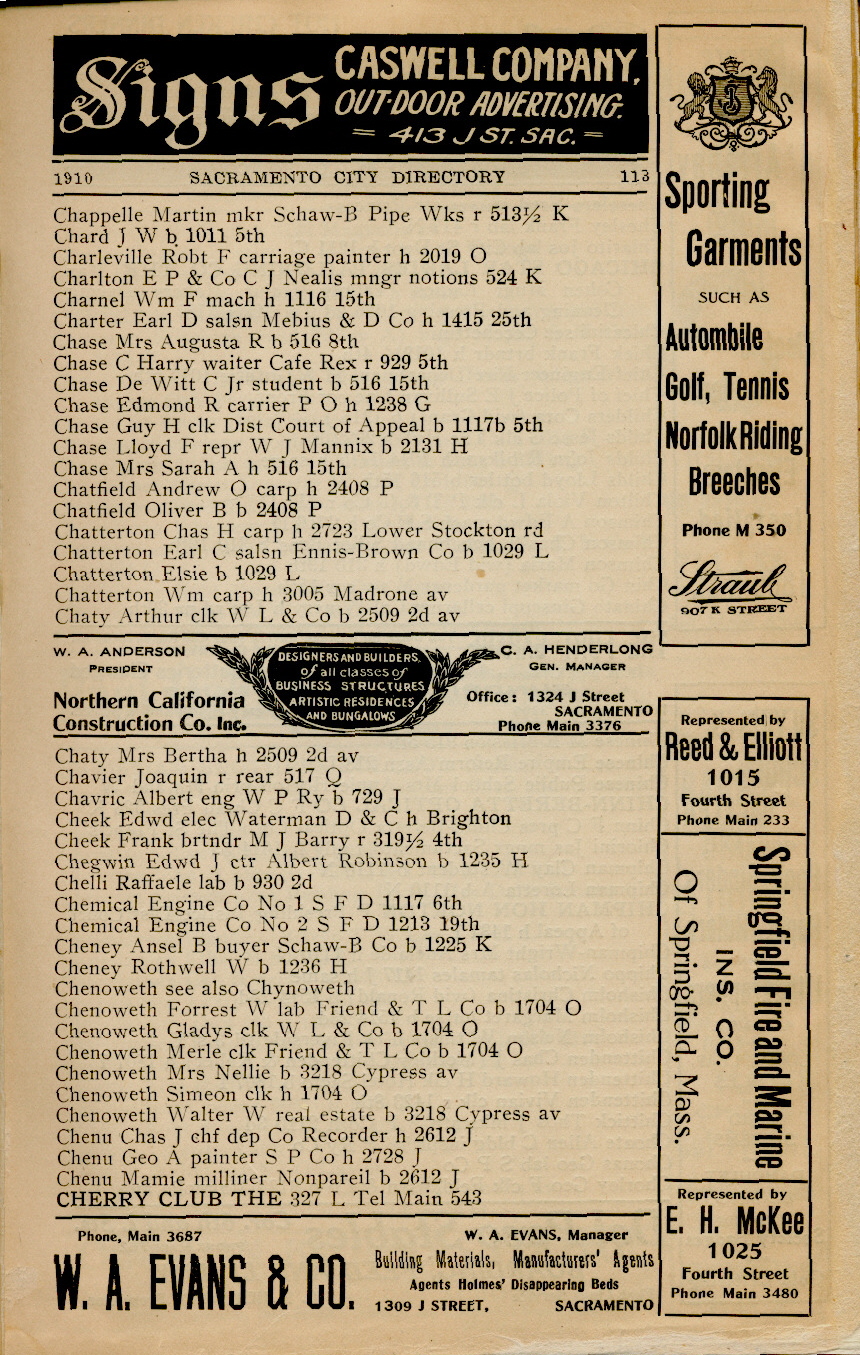 Signs
CASWELL COMPANY,
OUT-DOOR ADVERTISING.
= 413 J ST. SAC. =
1910 SACRAMENTO CITY DIRECTORY 113
Chappelle Martin mkr Schaw-B Pipe Wks r 513½ K
Chard J W b 1011 5th
Charleville Robt F carriage painter h 2019 O
Charlton E P & Co C J Nealis mngr notions 524 K
Charnel Wm F mach h 1116 15th
Charter Earl D salsn Mebius & D Co h 1415 25th
Chase Mrs Augusta R b 516 8th
Chase C Harry waiter Cafe Rex r 929 5th
Chase De Witt C Jr student b 516 15th
Chase Edmond R carrier P O h 1238 G
Chase Guy H clk Dist Court of Appeal b 1117b 5th
Chase Lloyd F repr W J Mannix b 2131 H
Chase Mrs Sarah A h 516 15th
Chatfield Andrew O carp h 2408 P
Chatfield Oliver B b 2408 P
Chatterton Chas H carp h 2723 Lower Stockton rd
Chatterton Earl C salsn Ennis-Brown Co b 1029 L
Chatterton Elsie b 1029 L
Chatterton Wm carp h 3005 Madrone av
Chaty Arthur clk W L & Co b 2509 2d av
W. A. ANDERSON
PRESIDENT
Northern California
Construction Co. Inc.
DESIGNERS AND BUILDERS,
of all classes of
BUSINESS STRUCTURES
ARTISTIC RESIDENCES
AND BUNGALOWS
C. A. HENDERLONG
GEN. MANAGER
Office: 1324 J Street
SACRAMENTO
Phone Main 3376
Chaty Mrs Bertha h 2509 2d av
Chavier Joaquin r rear 517 Q
Chavric Albert eng W P Ry b 729 J
Cheek Edwd elec Waterman D & C h Brighton
Cheek Frank brtndr M J Barry r 319½ 4th
Chegwin Edwd J ctr Albert Robinson b 1235 H
Chelli Raffaele lab b 930 2d
Chemical Engine Co No 1 S F D 1117 6th
Chemical Engine Co No 2 S F D 1213 19th
Cheney Ansel B buyer Schaw-B Co b 1225 K
Cheney Rothwell W b 1236 H
Chenoweth see also Chynoweth
Chenoweth Forrest W lab Friend & T L Co b 1704 O
Chenoweth Gladys clk W L & Co b 1704 O
Chenoweth Merle clk Friend & T L Co b 1704 O
Chenoweth Mrs Nellie b 3218 Cypress av
Chenoweth Simeon clk h 1704 O
Chenoweth Walter W real estate b 3218 Cypress av
Chenu Chas J chf dep Co Recorder h 2612 J
Chenu Geo A painter S P Co h 2728 J
Chenu Mamie milliner Nonpareil b 2612 J
CHERRY CLUB THE 327 L Tel Main 543
Phone, Main 3687
W. A. EVANS & CO.
W. A. EVANS, Manager
Building Materials, Manufacturers' Agents
Agents Holmes' Disappearing Beds
1309 J STREET, SACRAMENTO
J
Sporting
Garments
SUCH AS
Autombile
Golf, Tennis
Norfolk Riding
Breeches
Phone M 350
Straub
907 K STREET
Represented by
Reed & Elliott
1015
Fourth Street
Phone Main 233
Springfield Fire and Marine
INS. CO.
Of Springfield, Mass.
Represented by
E. H. McKee
1025
Fourth Street
Phone Main 3480